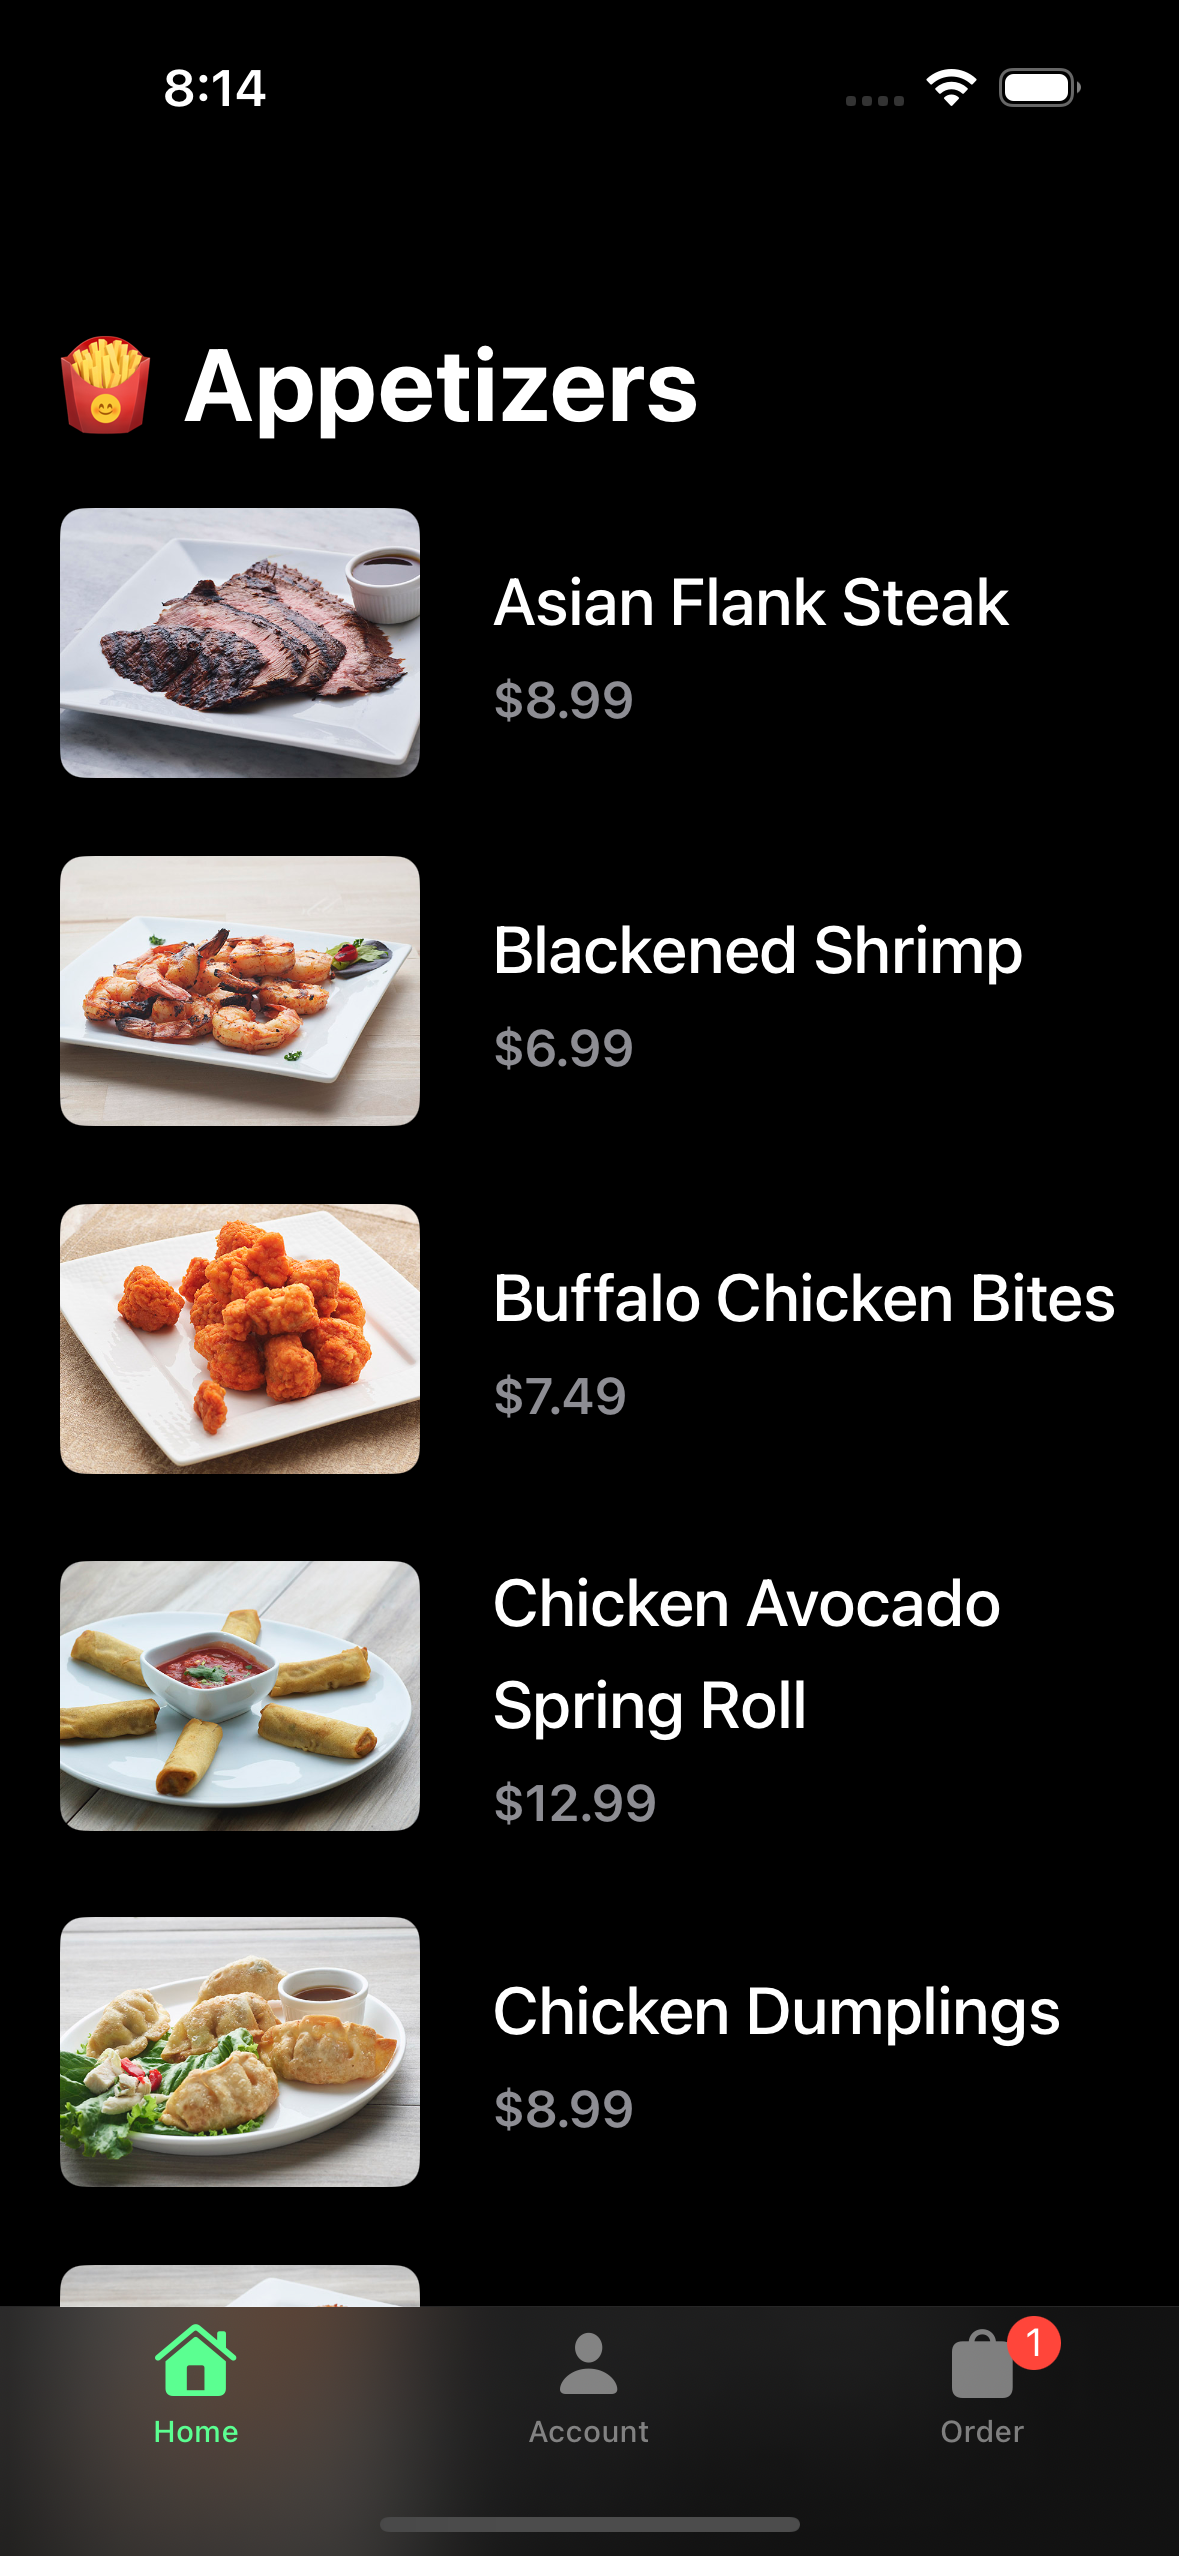 8:14
🍟 Appetizers
Asian Flank Steak
$8.99
Blackened Shrimp
$6.99
Buffalo Chicken Bites
$7.49
Chicken Avocado
Spring Roll
$12.99
Chicken Dumplings
$8.99
1
Home
Account
Order